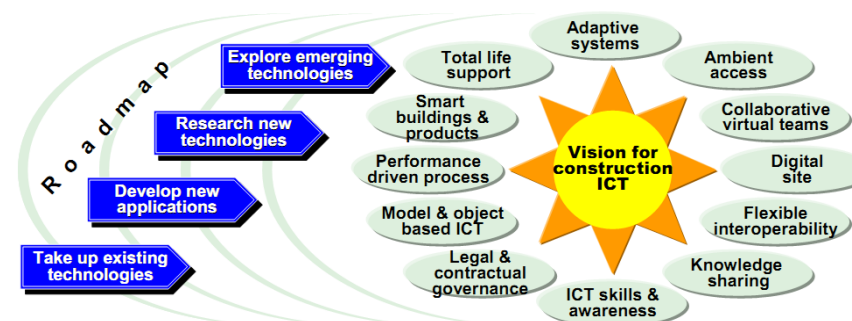 Roadmap
Explore emerging
technologies
Research new
technologies
Develop new
applications
Take up existing
technologies
Adaptive
systems
Total life
support
Ambient
access
Smart
buildings &
products
Collaborative
virtual teams
Performance
driven process
Vision for
construction
ICT
Digital
site
Model & object
based ICT
Flexible
interoperability
Legal &
contractual
governance
Knowledge
sharing
ICT skills &
awareness